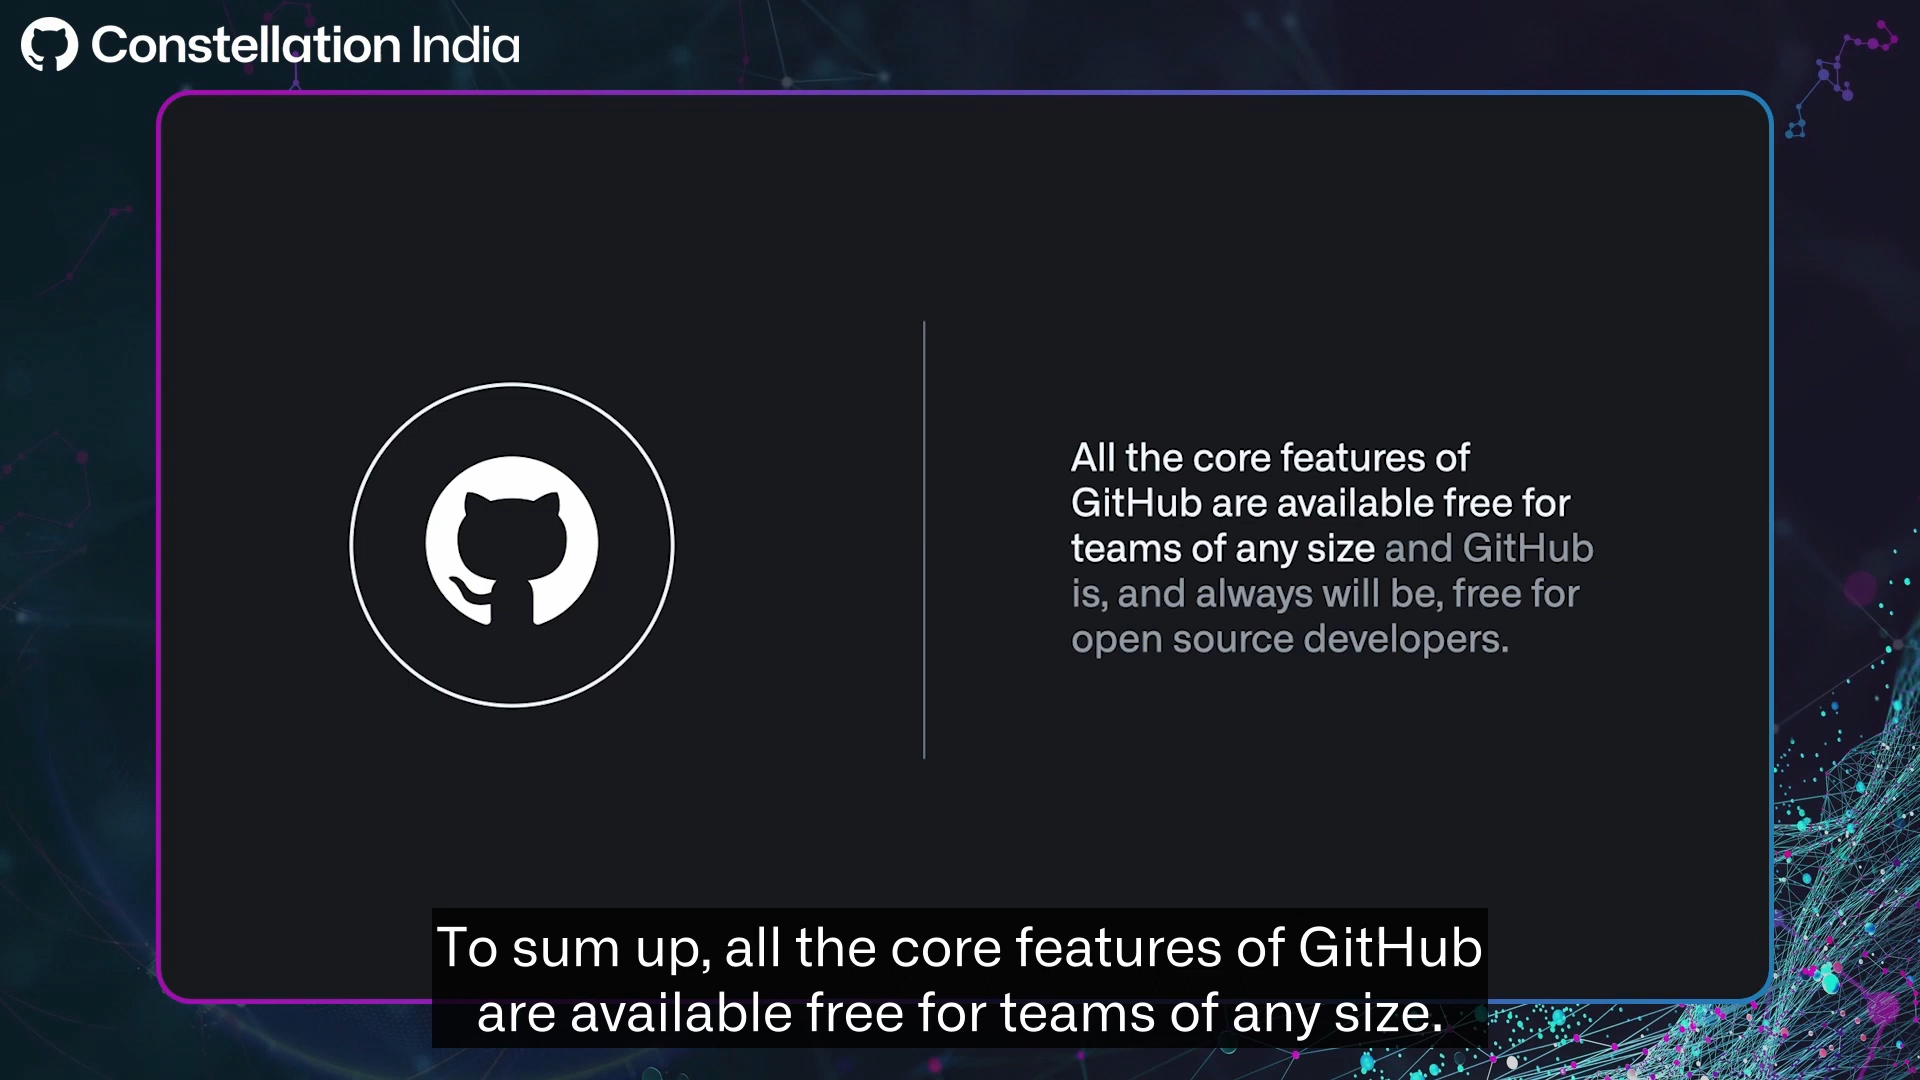 Constellation India
All the core features of
GitHub are available free for
teams of any size and GitHub
is, and always will be, free for
open source developers.
To sum up, all the core features of GitHub
are available free for teams of any size.